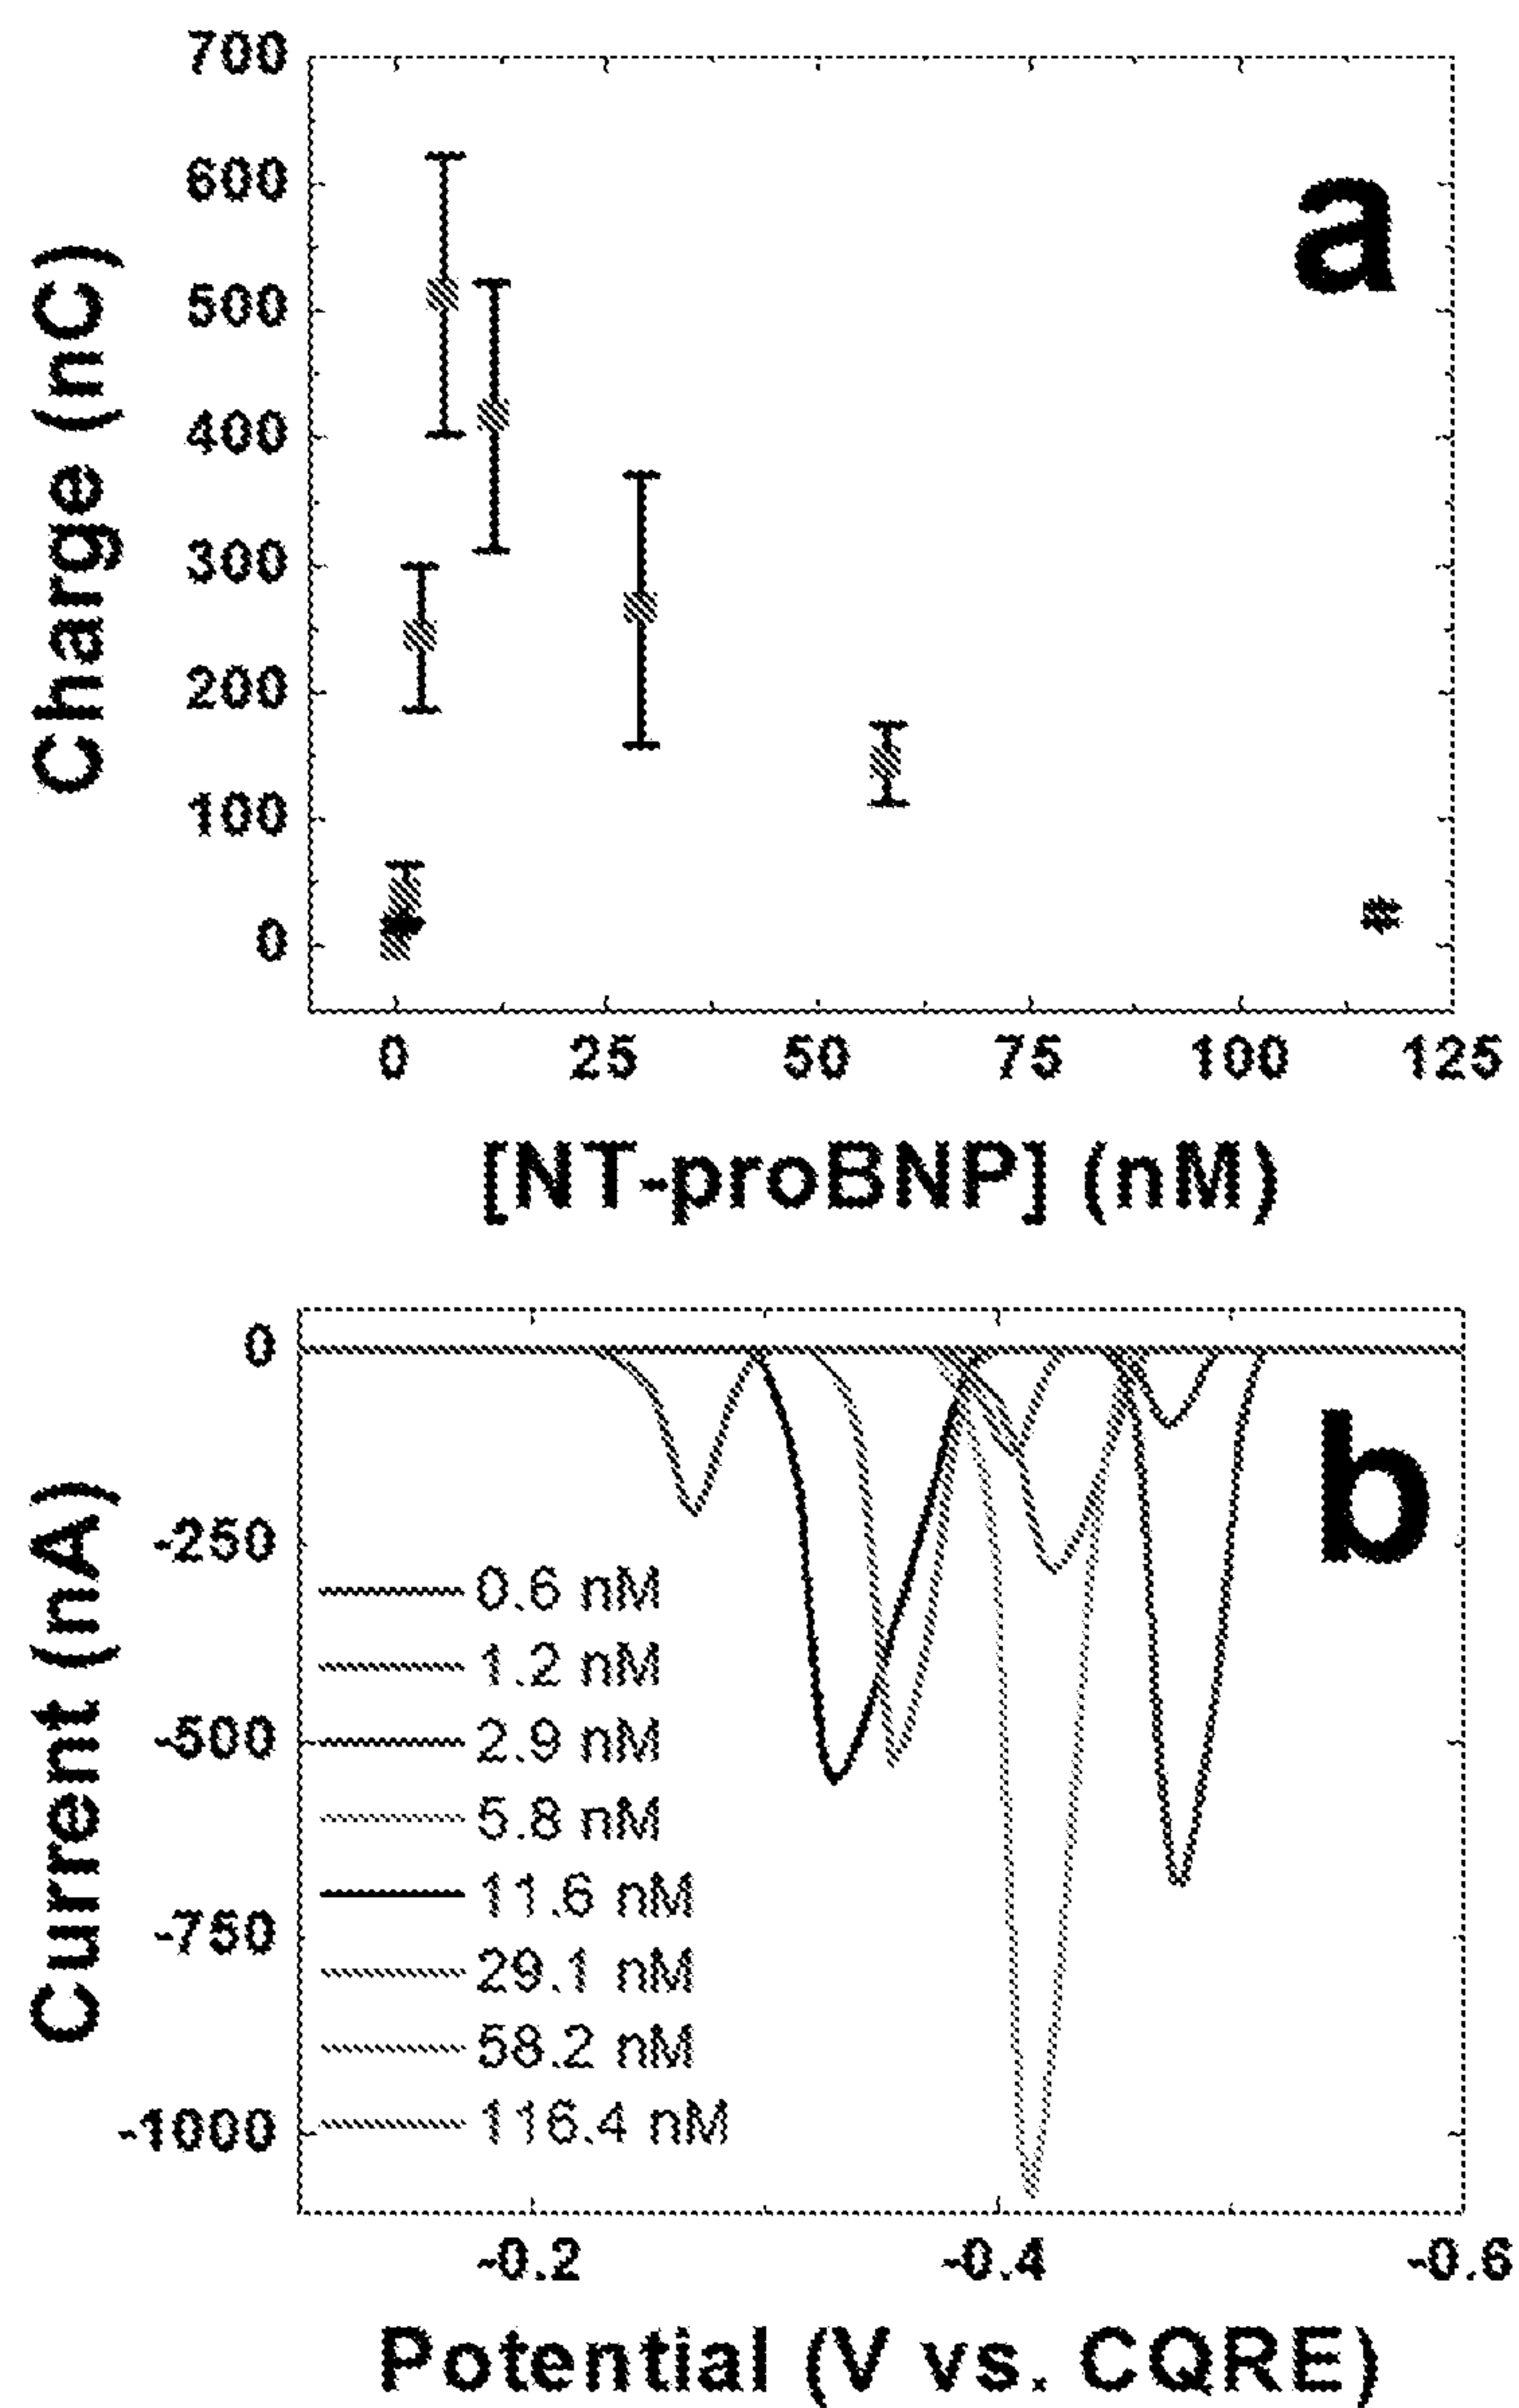 700
600
500
400
300
200
100
0
Charge (nC)
a
0 25 50 75 100 125
[NT-proBNP] (nM)
0
-250
-500
-750
-1000
Current (nA)
b
0.6 nM
1.2 nM
2.9 nM
5.8 nM
11.6 nM
29.1 nM
58.2 nM
116.4 nM
-0.2 -0.4 -0.6
Potential (V vs. CQRE)